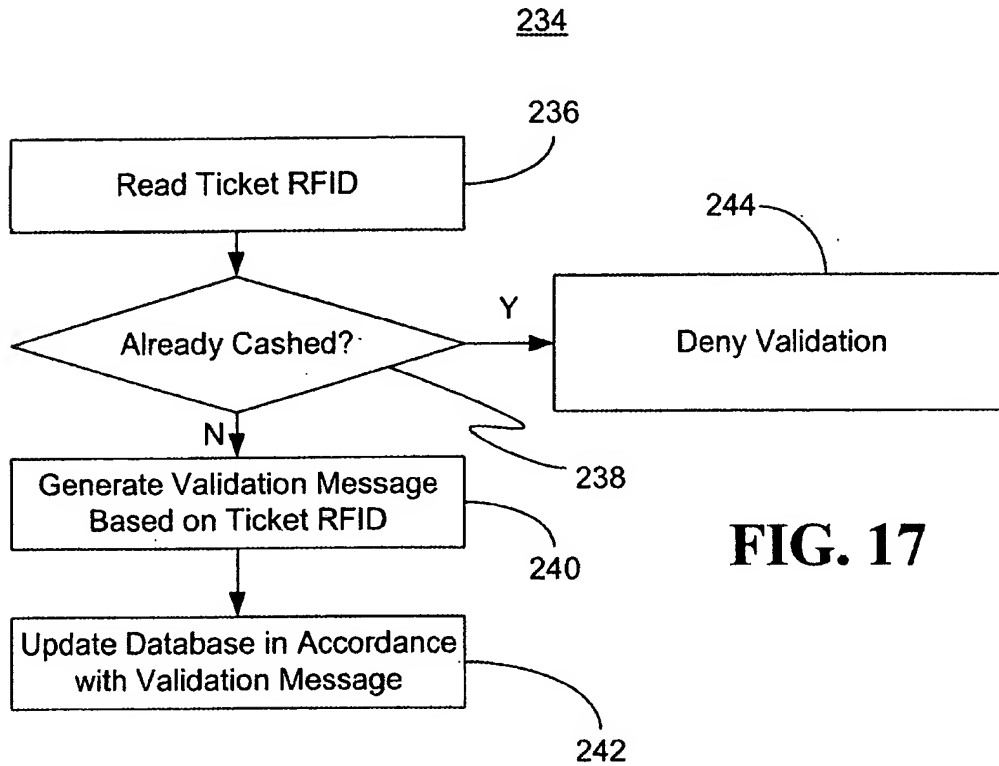 234
236
Read Ticket RFID
244
Already Cashed?
Y
Deny Validation
N
238
Generate Validation Message
Based on Ticket RFID
240
FIG. 17
Update Database in Accordance
with Validation Message
242